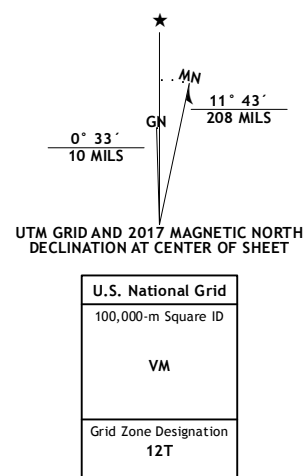 ★
MN
GN
11° 43´
208 MILS
0° 33´
10 MILS
UTM GRID AND 2017 MAGNETIC NORTH
DECLINATION AT CENTER OF SHEET
U.S. National Grid
100,000-m Square ID
VM
Grid Zone Designation
12T